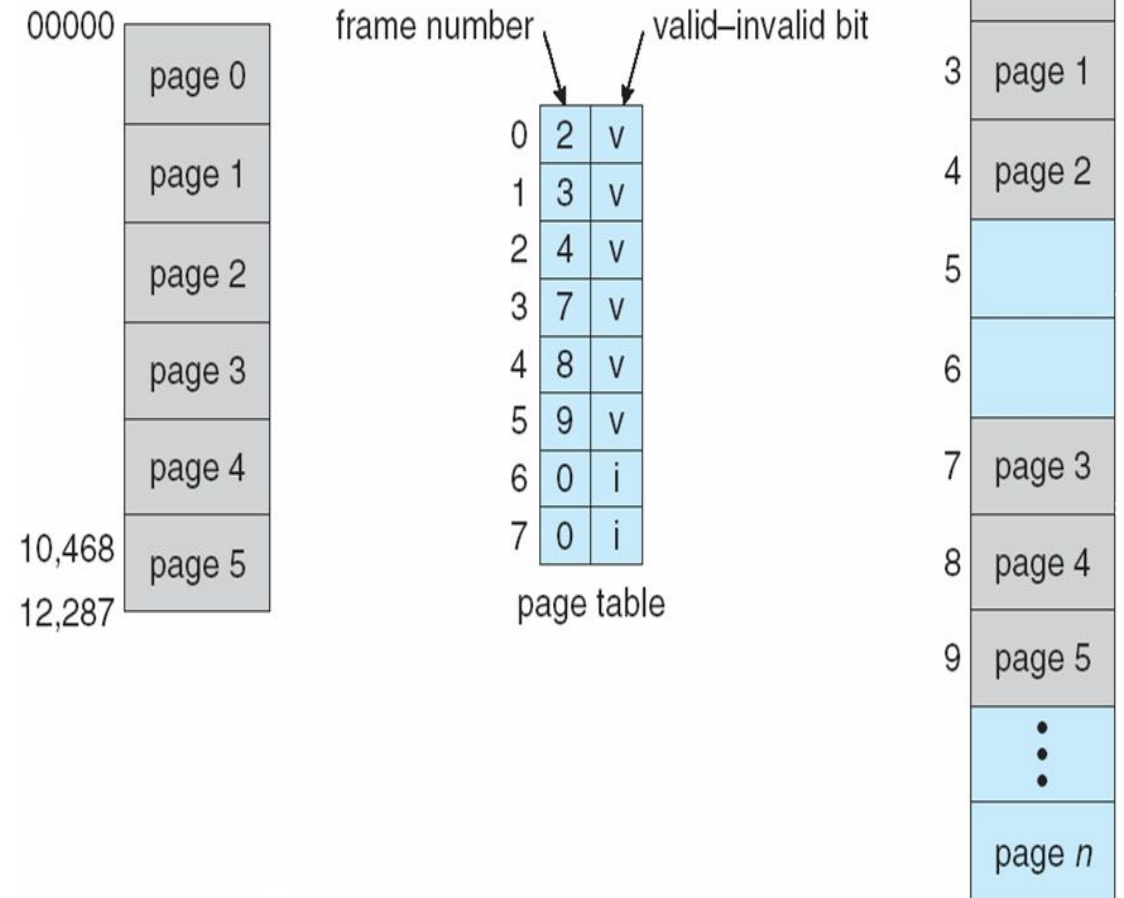 00000
page 0
page 1
page 2
page 3
page 4
10,468
page 5
12,287
frame number
valid–invalid bit
0 2 v
1 3 v
2 4 v
3 7 v
4 8 v
5 9 v
6 0 i
7 0 i
page table
3 page 1
4 page 2
5
6
7 page 3
8 page 4
9 page 5
page n